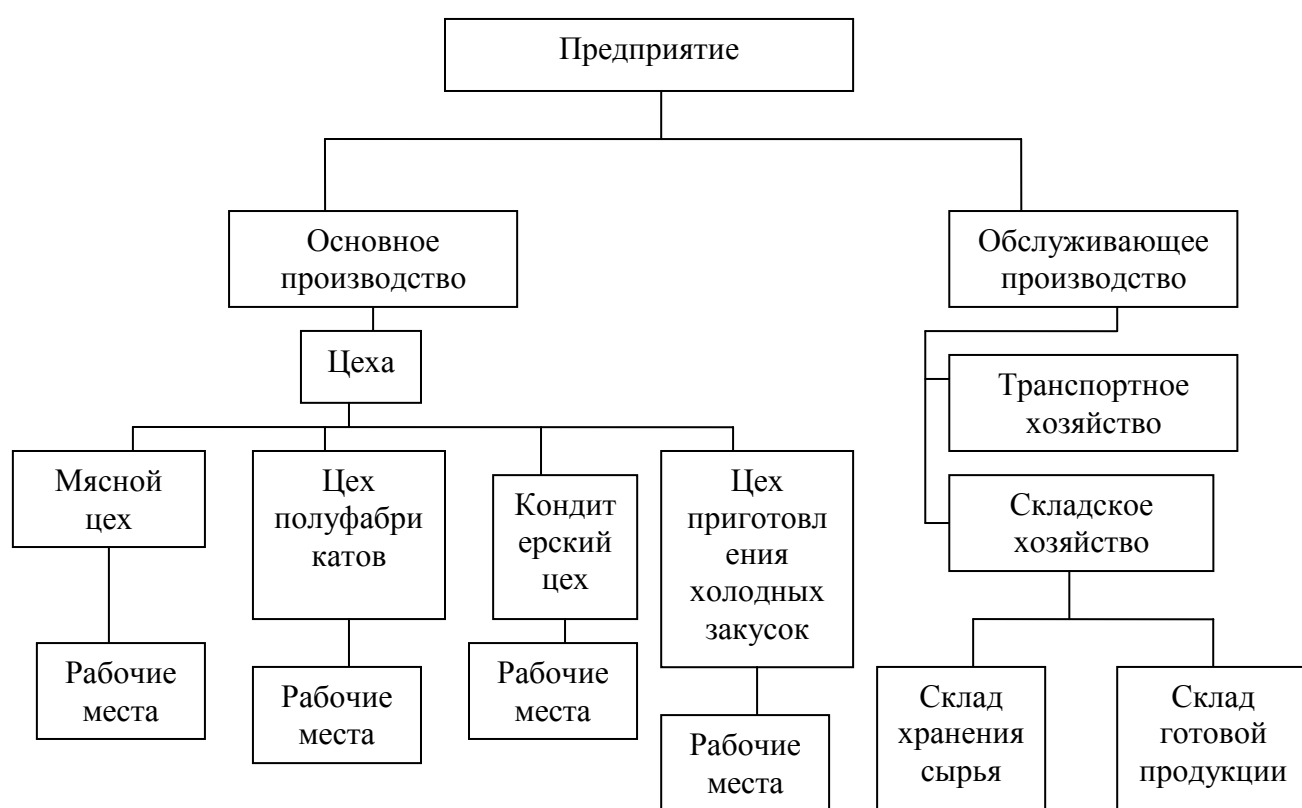 Предприятие
Основное
производство
Обслуживающее
производство
Цеха
Транспортное
хозяйство
Мясной
цех
Цех
полуфабри
катов
Кондит
ерский
цех
Цех
приготовл
ения
холодных
закусок
Складское
хозяйство
Рабочие
места
Рабочие
места
Рабочие
места
Рабочие
места
Склад
хранения
сырья
Склад
готовой
продукции